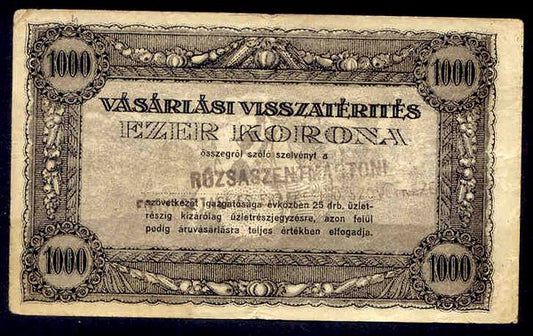 1000 1000
VÁSÁRLÁSI VISSZATÉRITÉS
EZER KORONA
összegről szóló szelvényt a
RÓZSASZENTMÁRTONI
szövetkezet igazgatósága évközben 25 drb. üzlet-
részig kizárólag üzletrészjegyzésre, azon felül
pedig áruvásárlásra teljes értékben elfogadja.
1000 1000